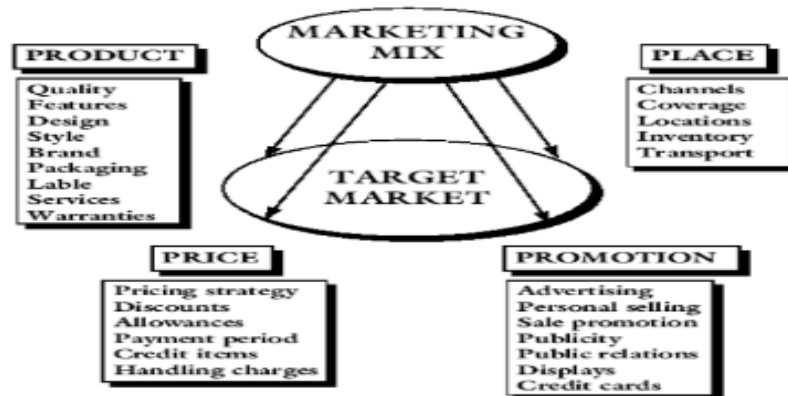 MARKETING
MIX
PRODUCT
Quality
Features
Design
Style
Brand
Packaging
Lable
Services
Warranties
PLACE
Channels
Coverage
Locations
Inventory
Transport
TARGET
MARKET
PRICE
Pricing strategy
Discounts
Allowances
Payment period
Credit items
Handling charges
PROMOTION
Advertising
Personal selling
Sale promotion
Publicity
Public relations
Displays
Credit cards